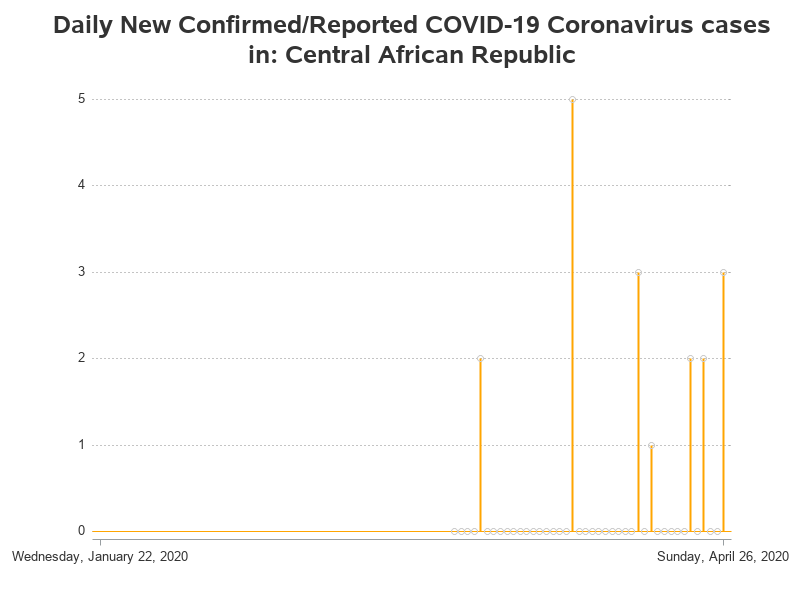 Daily New Confirmed/Reported COVID-19 Coronavirus cases
in: Central African Republic
5
4
3
2
1
0
Wednesday, January 22, 2020
Sunday, April 26, 2020